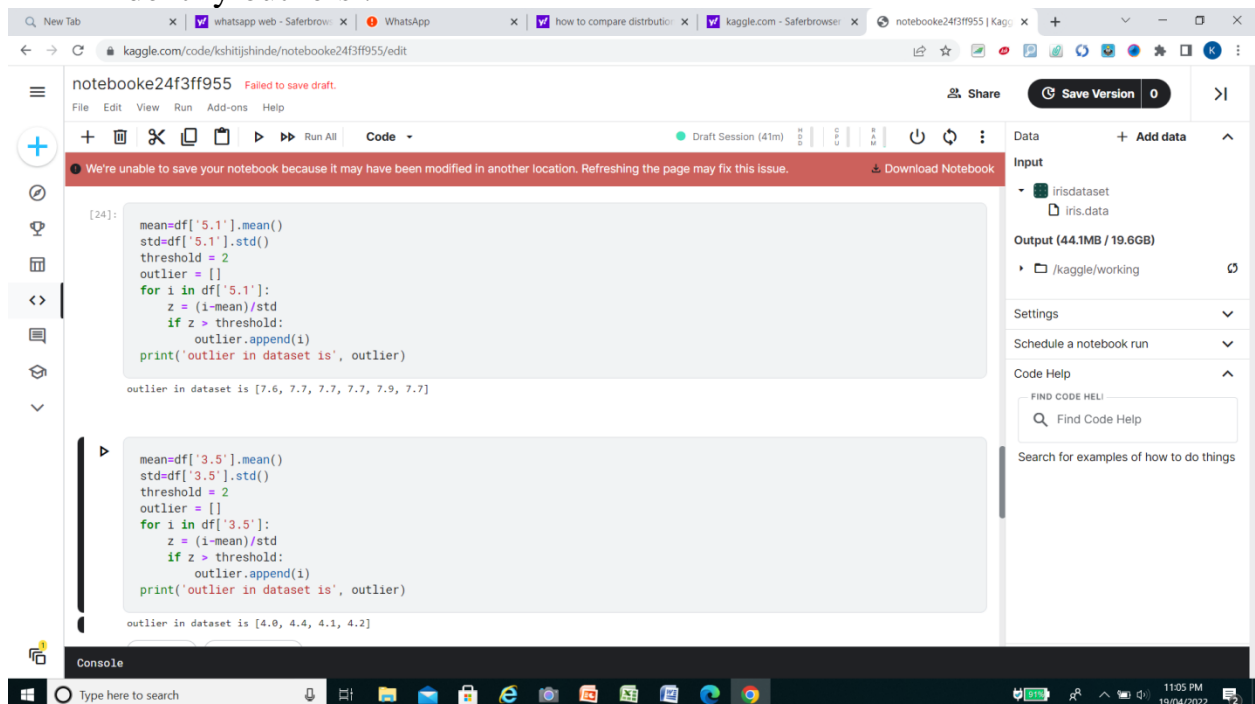 New Tab
whatsapp web - Saferbrows
WhatsApp
how to compare distrbution
kaggle.com - Saferbrowser
notebooke24f3ff955 | Kagg
kaggle.com/code/kshitijshinde/notebooke24f3ff955/edit
K
notebooke24f3ff955 Failed to save draft.
File Edit View Run Add-ons Help
Share
Save Version 0
Run All Code
Draft Session (41m)
HDD
CPU
RAM
Data
+ Add data
We're unable to save your notebook because it may have been modified in another location. Refreshing the page may fix this issue.
Download Notebook
Input
irisdataset
iris.data
Output (44.1MB / 19.6GB)
/kaggle/working
Settings
Schedule a notebook run
Code Help
FIND CODE HEL
Find Code Help
Search for examples of how to do things
[24]:
mean=df['5.1'].mean()
std=df['5.1'].std()
threshold = 2
outlier = []
for i in df['5.1']:
    z = (i-mean)/std
    if z > threshold:
        outlier.append(i)
print('outlier in dataset is', outlier)
outlier in dataset is [7.6, 7.7, 7.7, 7.7, 7.9, 7.7]
mean=df['3.5'].mean()
std=df['3.5'].std()
threshold = 2
outlier = []
for i in df['3.5']:
    z = (i-mean)/std
    if z > threshold:
        outlier.append(i)
print('outlier in dataset is', outlier)
outlier in dataset is [4.0, 4.4, 4.1, 4.2]
1
Console
Type here to search
91%
11:05 PM
19/04/2022
2